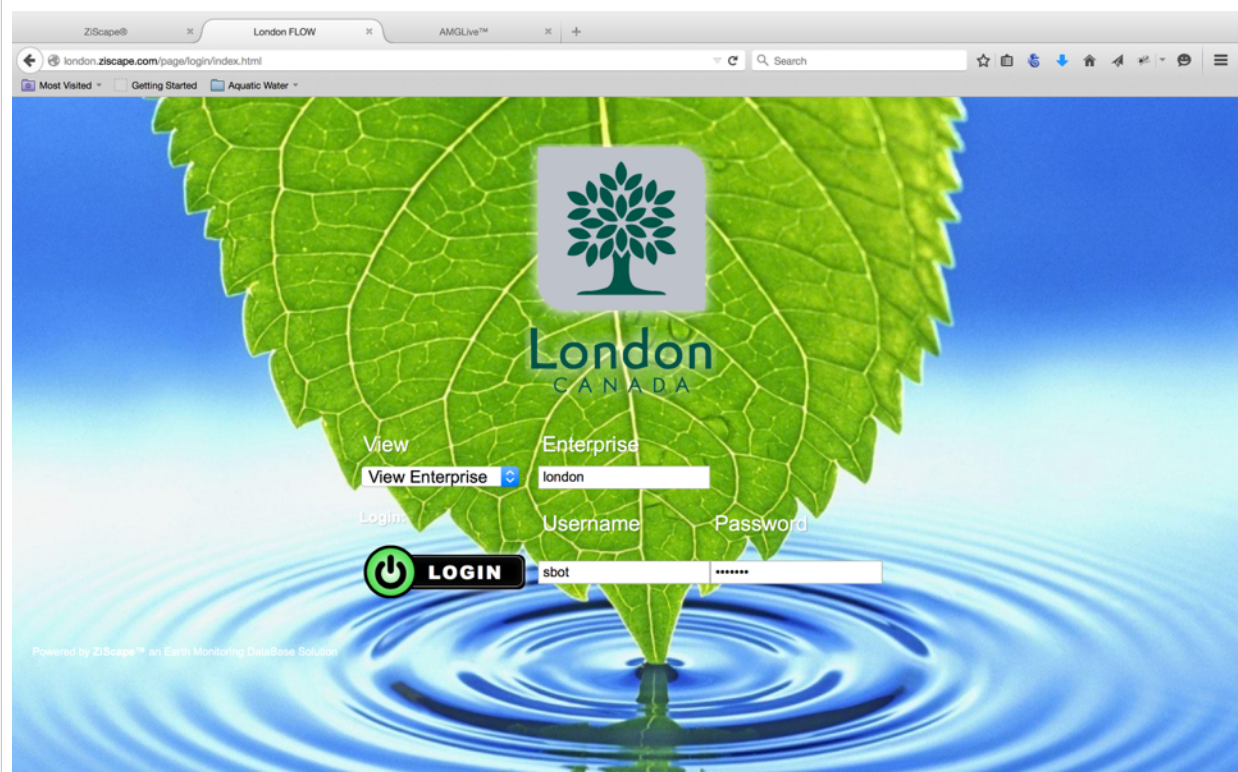 ZiScape® London FLOW AMGLive™
london.ziscape.com/page/login/index.html Search
Most Visited Getting Started Aquatic Water
London
CANADA
View Enterprise
View Enterprise london
Login: Username Password
LOGIN sbot •••••••
Powered by ZiScape™ an Earth Monitoring DataBase Solution